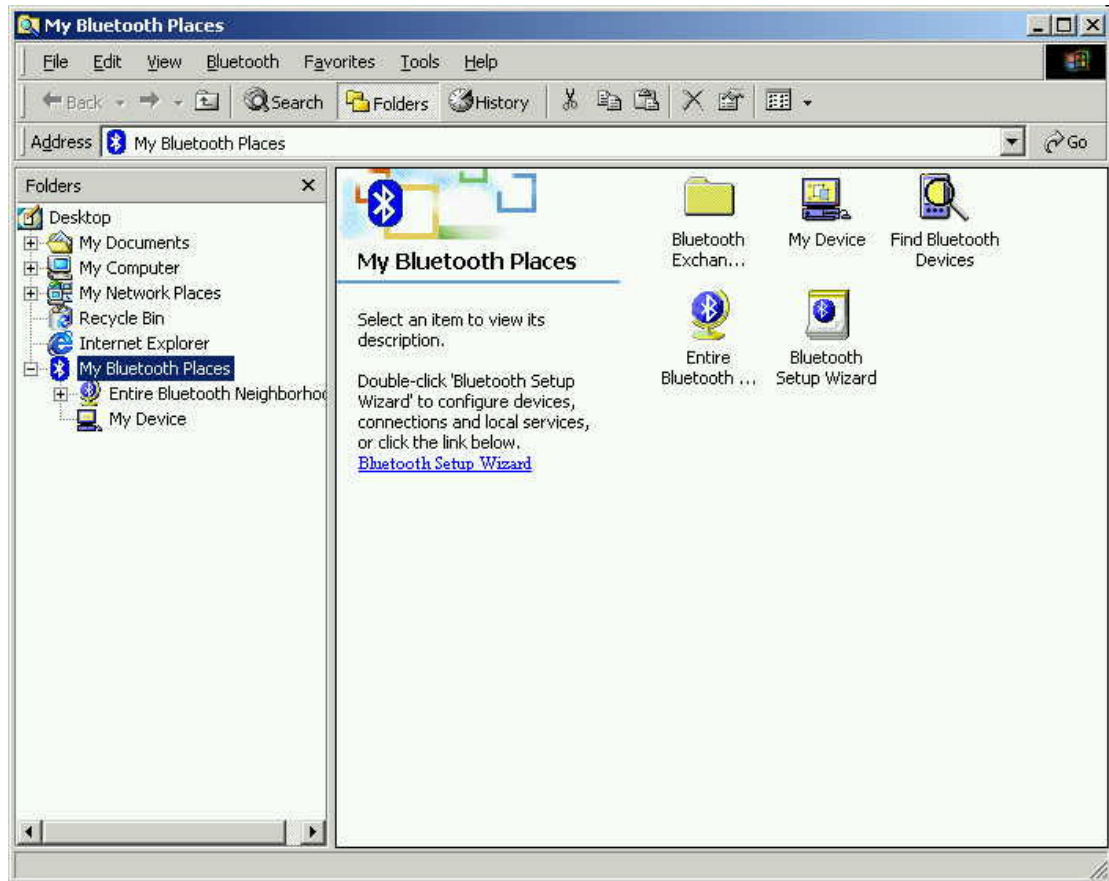 My Bluetooth Places
File Edit View Bluetooth Favorites Tools Help
Back Search Folders History
Address My Bluetooth Places Go
Folders
Desktop
My Documents
My Computer
My Network Places
Recycle Bin
Internet Explorer
My Bluetooth Places
Entire Bluetooth Neighborhoo
My Device
My Bluetooth Places
Select an item to view its
description.
Double-click 'Bluetooth Setup
Wizard' to configure devices,
connections and local services,
or click the link below.
Bluetooth Setup Wizard
Bluetooth
Exchan...
My Device
Find Bluetooth
Devices
Entire
Bluetooth ...
Bluetooth
Setup Wizard